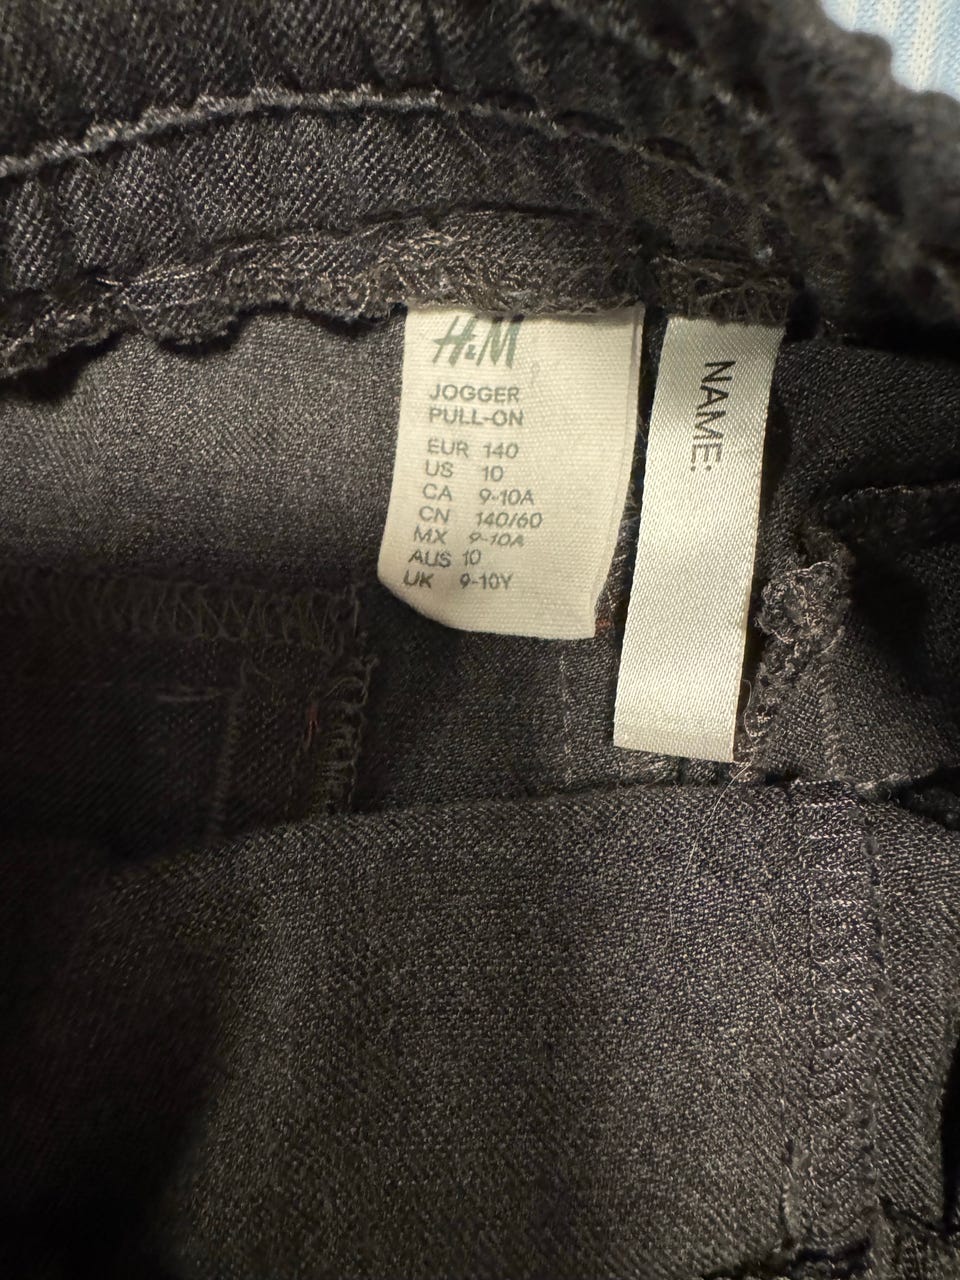 H&M
JOGGER
PULL-ON
EUR 140
US 10
CA 9-10A
CN 140/60
MX 9-10A
AUS 10
UK 9-10Y
NAME: